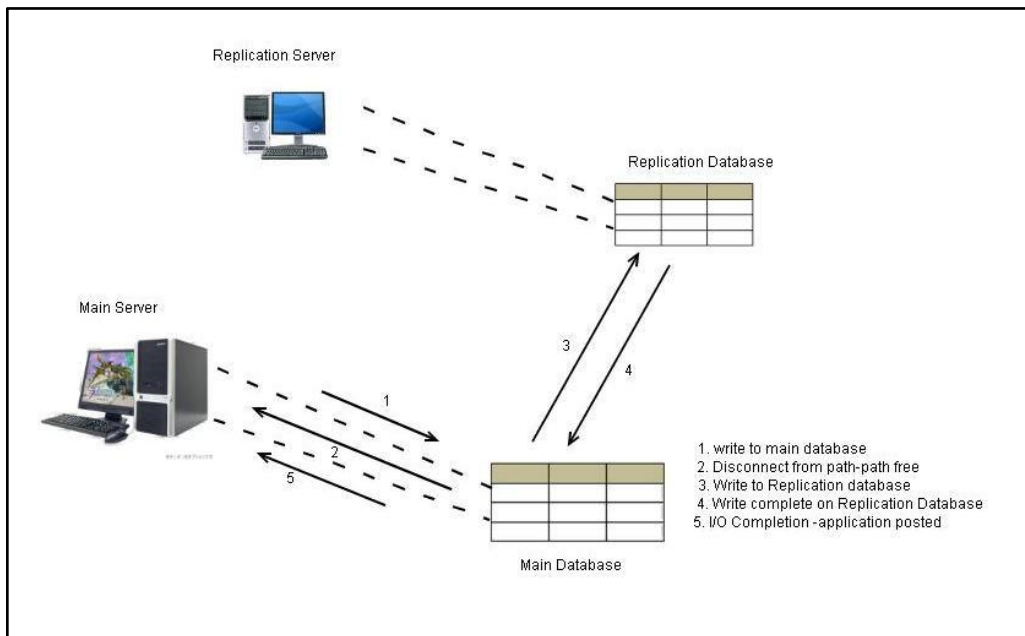 Replication Server
Replication Database
Main Server
3
4
1
2
5
1. write to main database
2. Disconnect from path-path free
3. Write to Replication database
4. Write complete on Replication Database
5. I/O Completion -application posted
Main Database